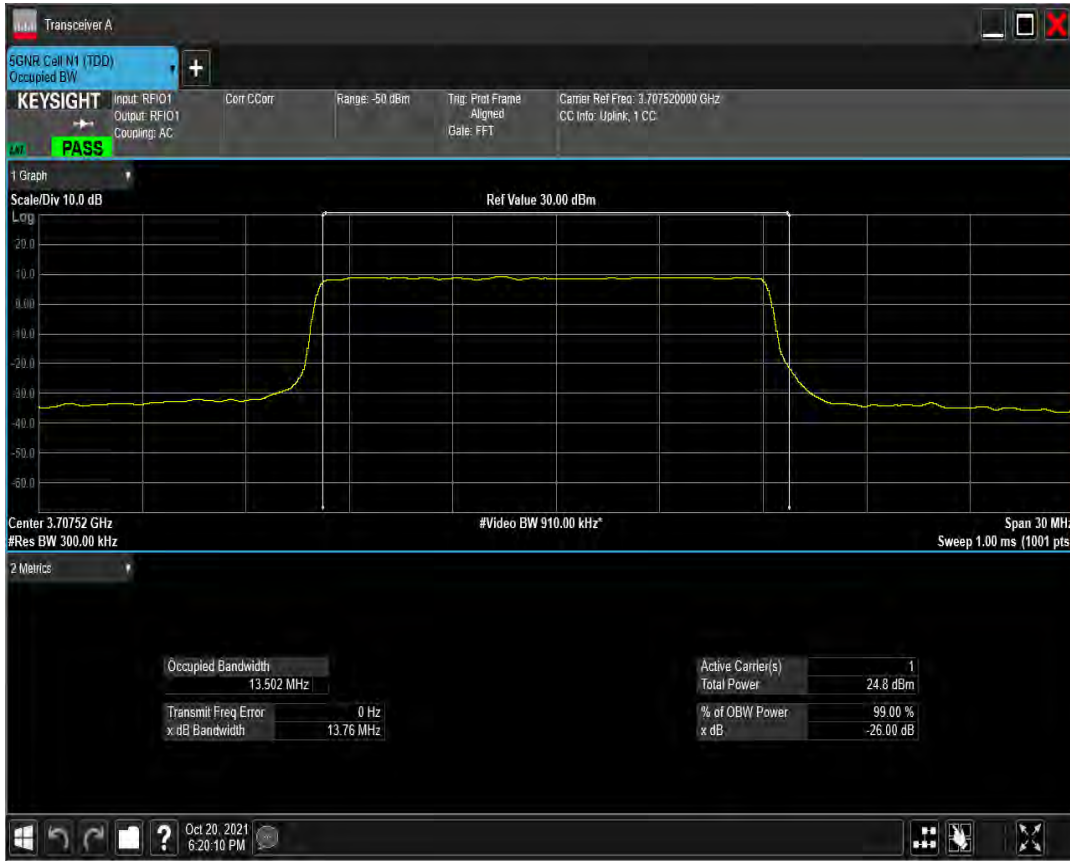 Transceiver A
5GNR Cell N1 (TDD)
Occupied BW
+
KEYSIGHT
PASS
Input: RFIO1
Output: RFIO1
Coupling: AC
Corr CCorr
Range: -50 dBm
Trig: Prot Frame
Aligned
Gate: FFT
Carrier Ref Freq: 3.707520000 GHz
CC Info: Uplink, 1 CC
1 Graph
Scale/Div 10.0 dB
Ref Value 30.00 dBm
Log
20.0
10.0
0.00
-10.0
-20.0
-30.0
-40.0
-50.0
-60.0
Center 3.70752 GHz
#Video BW 910.00 kHz*
Span 30 MHz
#Res BW 300.00 kHz
Sweep 1.00 ms (1001 pts
2 Metrics
Occupied Bandwidth
13.502 MHz
Transmit Freq Error 0 Hz
x dB Bandwidth 13.76 MHz
Active Carrier(s) 1
Total Power 24.8 dBm
% of OBW Power 99.00 %
x dB -26.00 dB
?
Oct 20, 2021
6:20:10 PM